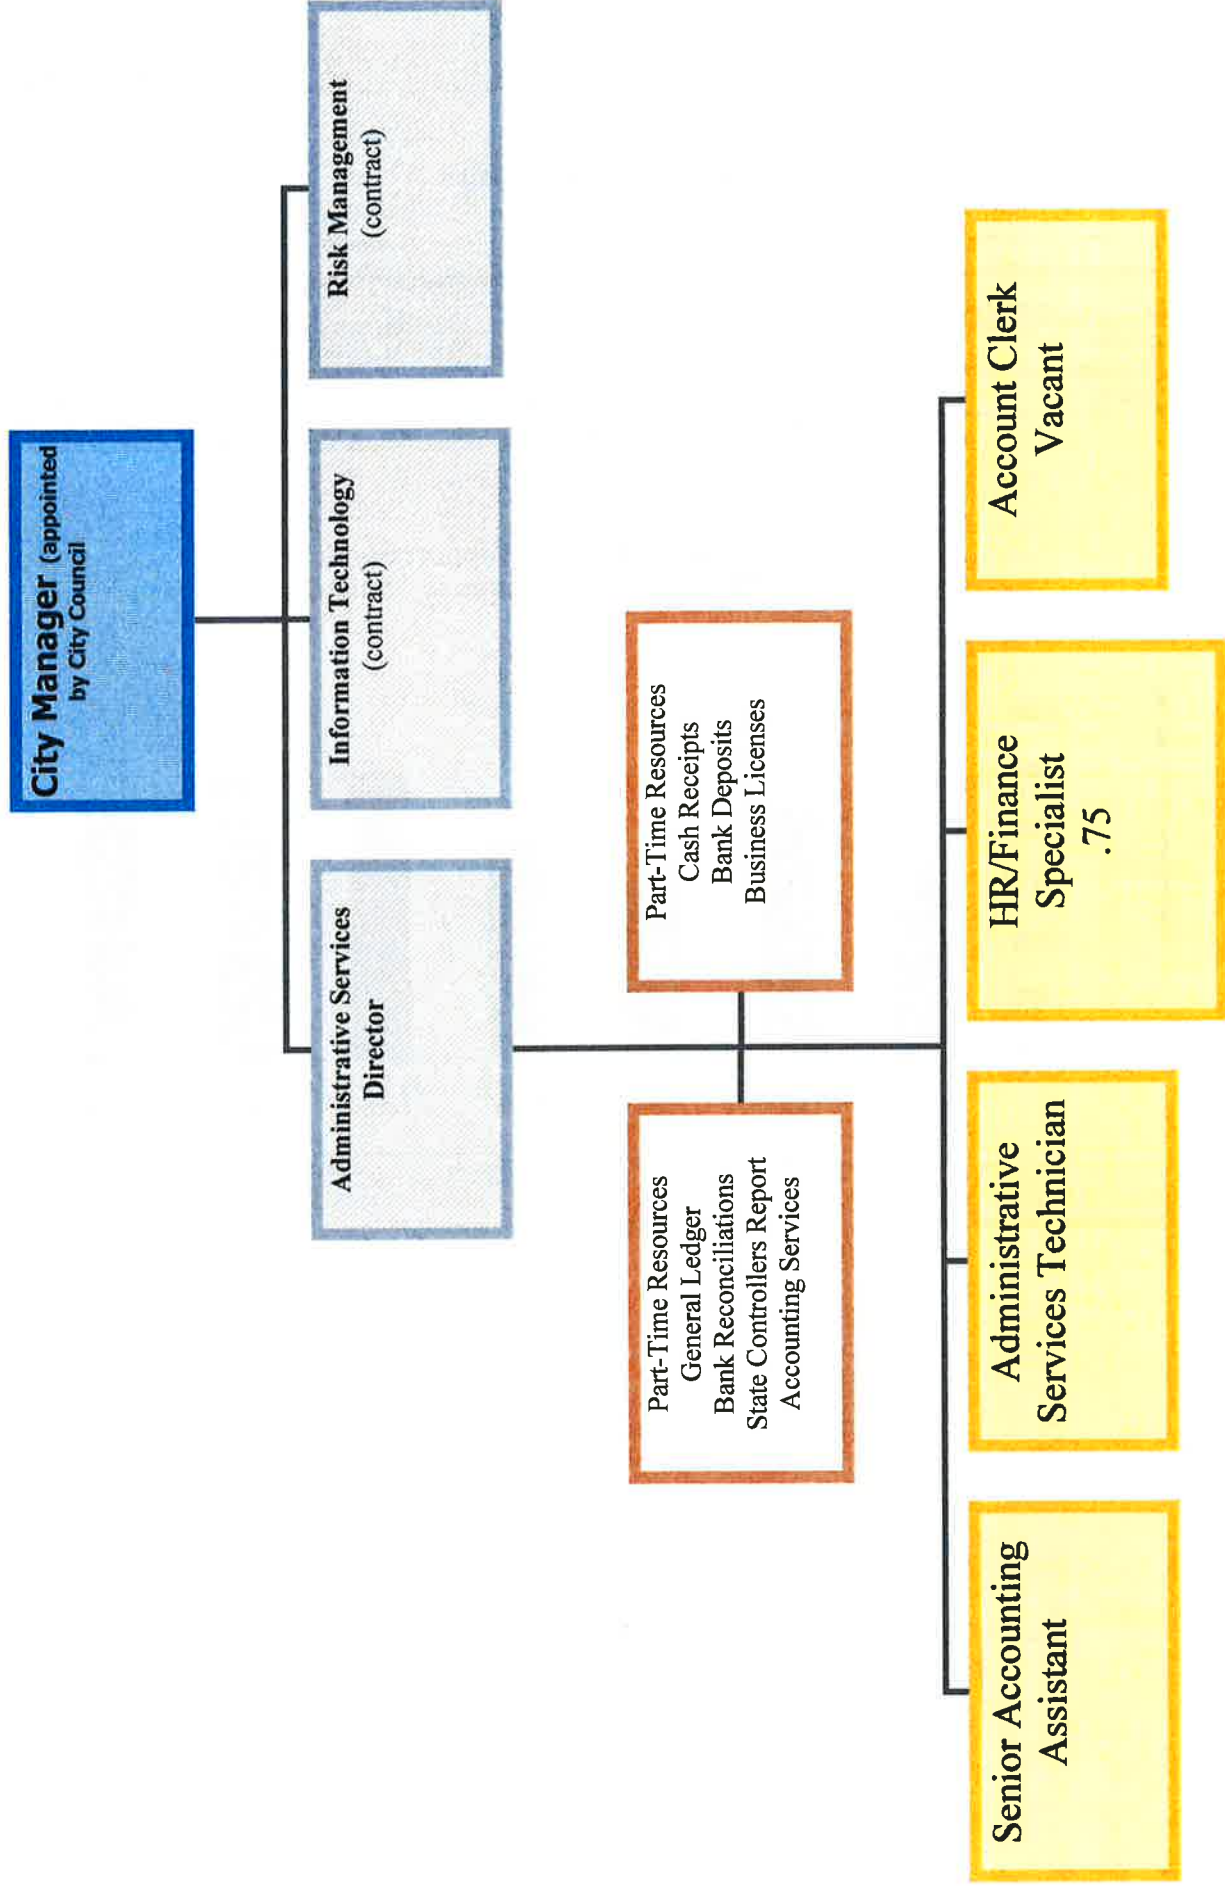 City Manager (appointed
by City Council
Administrative Services
Director
Information Technology
(contract)
Risk Management
(contract)
Part-Time Resources
General Ledger
Bank Reconciliations
State Controllers Report
Accounting Services
Part-Time Resources
Cash Receipts
Bank Deposits
Business Licenses
Senior Accounting
Assistant
Administrative
Services Technician
HR/Finance
Specialist
.75
Account Clerk
Vacant